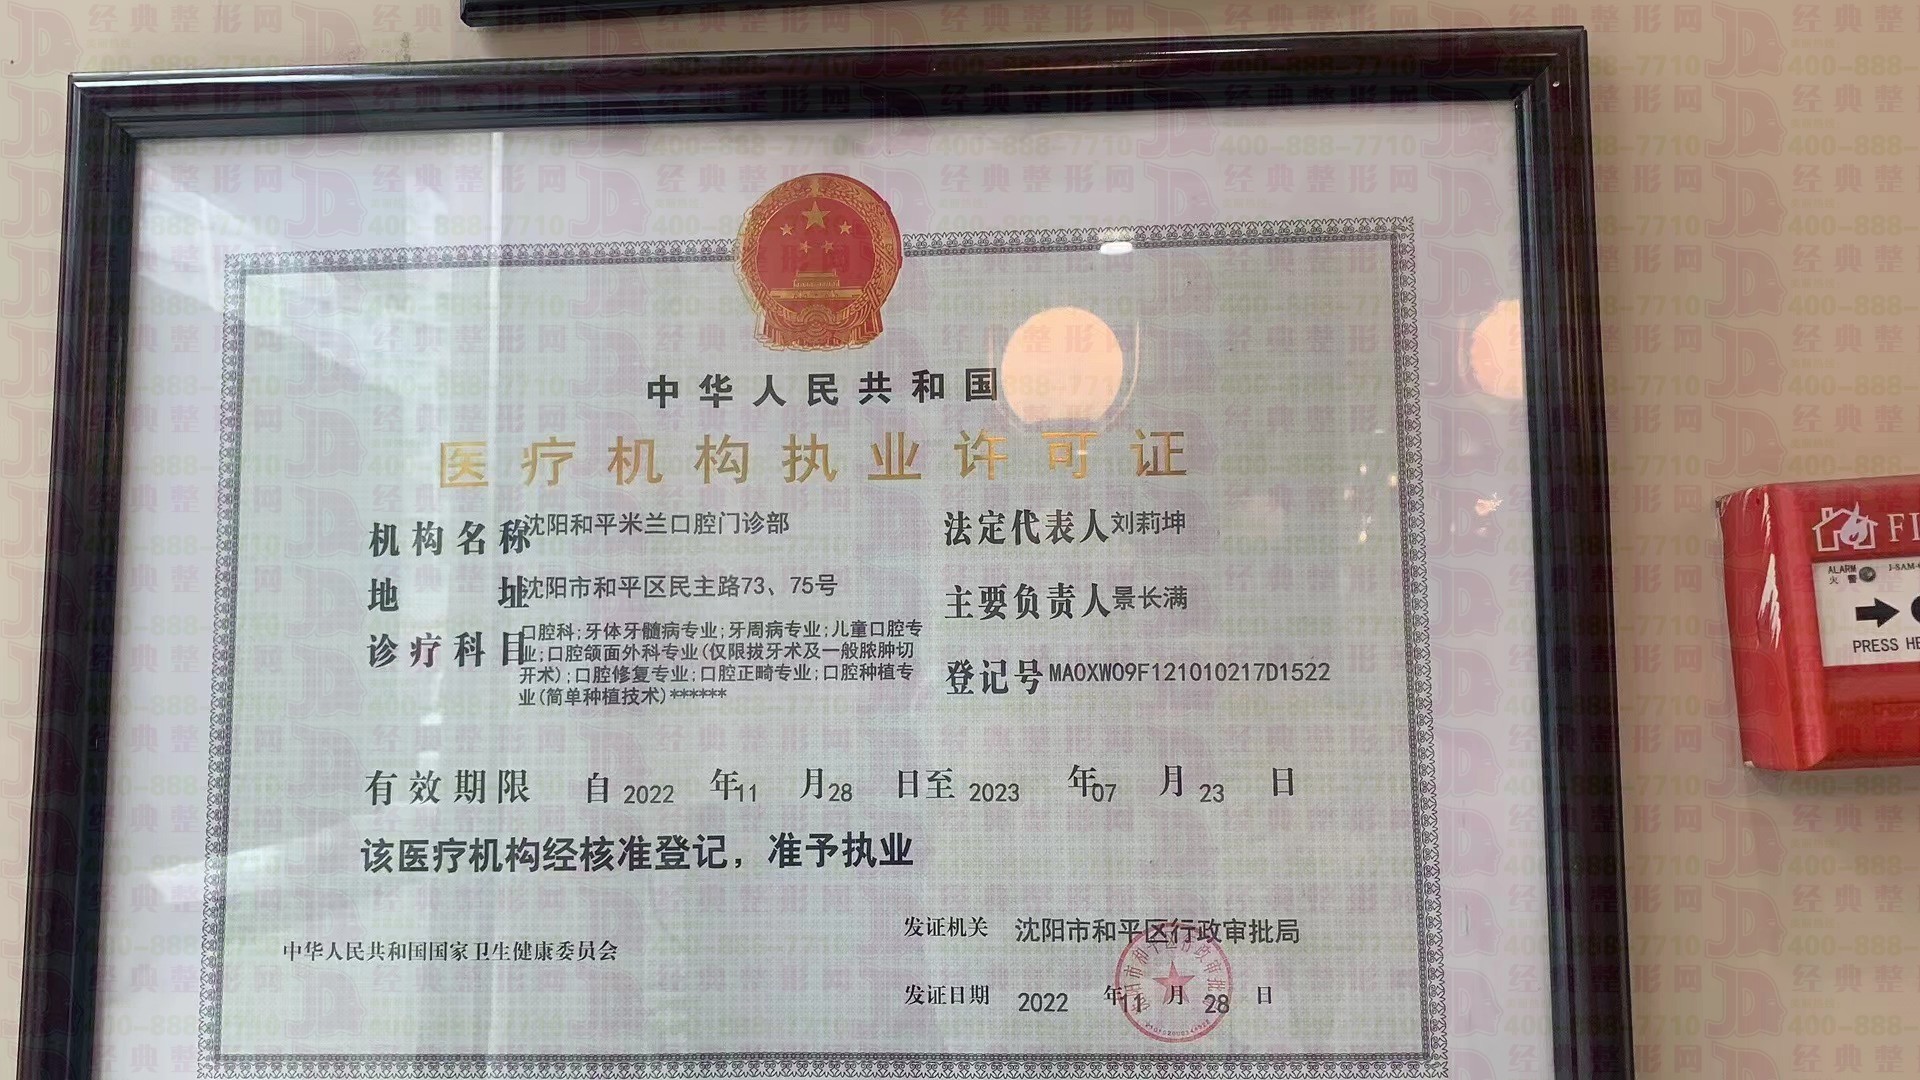 中华人民共和国
医疗机构执业许可证
机构名称 沈阳和平米兰口腔门诊部
法定代表人 刘莉坤
地址 沈阳市和平区民主路73、75号
主要负责人 景长满
诊疗科目 口腔科;牙体牙髓病专业;牙周病专业;儿童口腔专
业;口腔颌面外科专业(仅限拔牙术及一般脓肿切
开术);口腔修复专业;口腔正畸专业;口腔种植专
业(简单种植技术)******
登记号 MA0XW09F121010217D1522
有效期限 自 2022 年 11 月 28 日至 2023 年 07 月 23 日
该医疗机构经核准登记，准予执业
发证机关 沈阳市和平区行政审批局
中华人民共和国国家卫生健康委员会
发证日期 2022 年 11 月 28 日
ALARM
火警
PRESS
经典整形网
400-888-7710